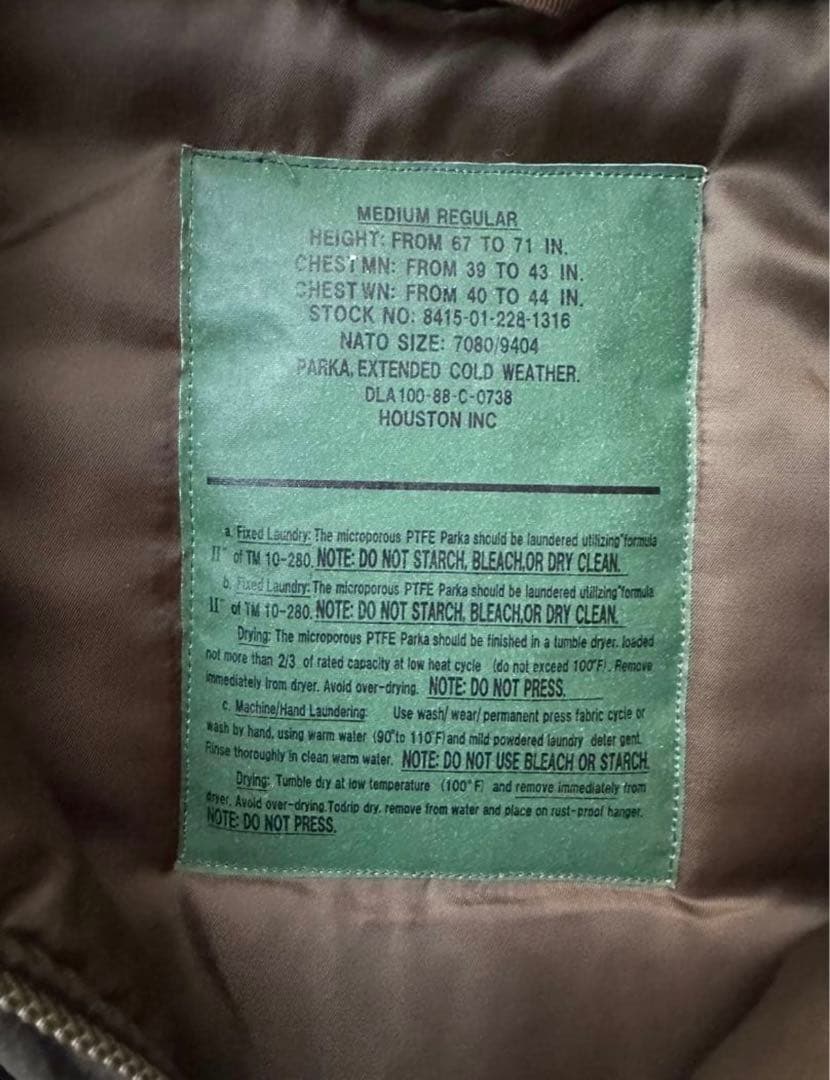 MEDIUM REGULAR
HEIGHT: FROM 67 TO 71 IN.
CHEST MN: FROM 39 TO 43 IN.
CHEST WN: FROM 40 TO 44 IN.
STOCK NO: 8415-01-228-1316
NATO SIZE: 7080/9404
PARKA, EXTENDED COLD WEATHER.
DLA100-88-C-0738
HOUSTON INC
a. Fixed Laundry: The microporous PTFE Parka should be laundered utilizing "formula
II" of TM 10-280. NOTE: DO NOT STARCH, BLEACH,OR DRY CLEAN.
b. Fixed Laundry: The microporous PTFE Parka should be laundered utilizing "formula
II" of TM 10-280. NOTE: DO NOT STARCH, BLEACH,OR DRY CLEAN.
Drying: The microporous PTFE Parka should be finished in a tumble dryer. loaded
not more than 2/3 of rated capacity at low heat cycle (do not exceed 100°F). Remove
immediately from dryer. Avoid over-drying. NOTE: DO NOT PRESS.
c. Machine/Hand Laundering: Use wash/ wear/ permanent press fabric cycle or
wash by hand, using warm water (90°to 110°F) and mild powdered laundry deter gent.
Rinse thoroughly in clean warm water. NOTE: DO NOT USE BLEACH OR STARCH.
Drying: Tumble dry at low temperature (100°F) and remove immediately from
dryer. Avoid over-drying. Todrip dry, remove from water and place on rust-proof hanger.
NOTE: DO NOT PRESS.